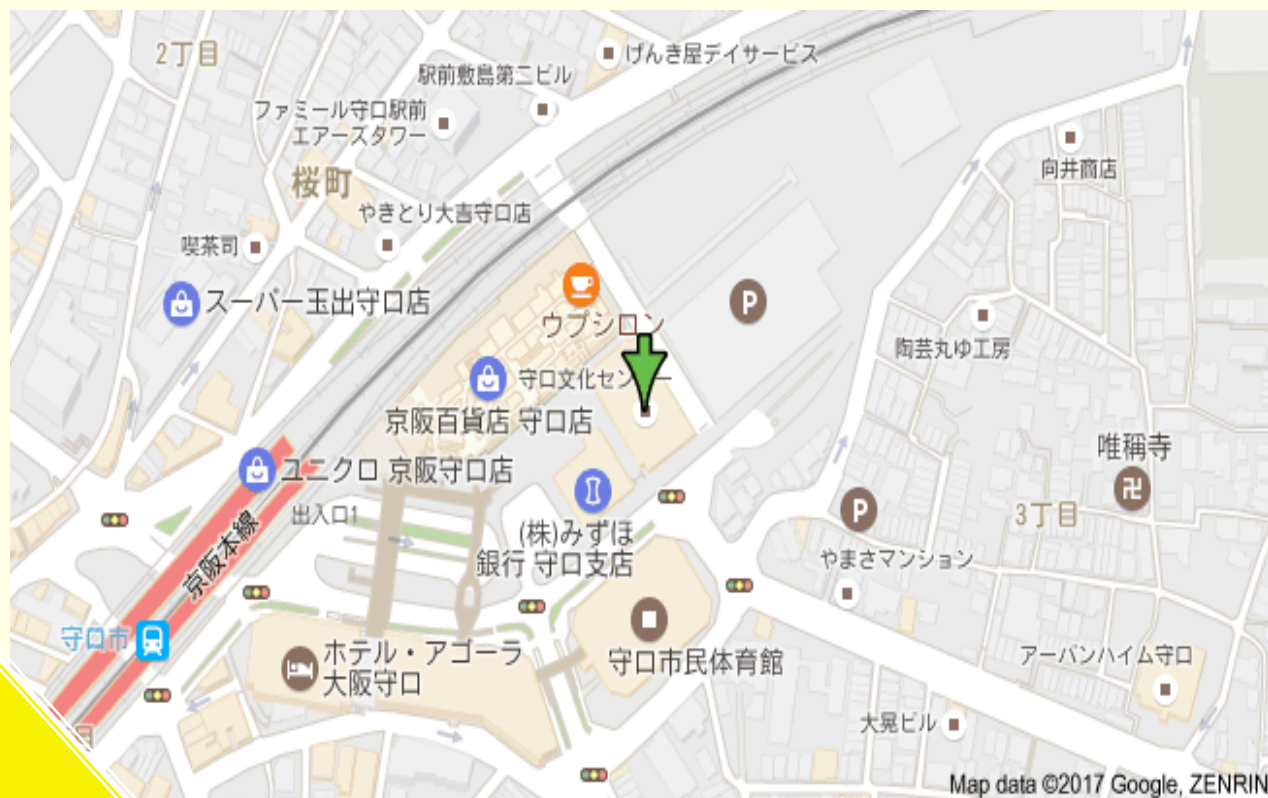 2丁目
げんき屋デイサービス
駅前敷島第二ビル
ファミール守口駅前
エアーズタワー
向井商店
桜町
やきとり大吉守口店
喫茶司
スーパー玉出守口店
P
ウプシロン
陶芸丸ゆ工房
守口文化センター
京阪百貨店 守口店
唯称寺
卍
ユニクロ 京阪守口店
出入口1
3丁目
P
(株)みずほ
銀行 守口支店
やまさマンション
京阪本線
守口市
ホテル・アゴーラ
大阪守口
守口市民体育館
アーバンハイム守口
大晃ビル
目
Map data ©2017 Google, ZENRIN